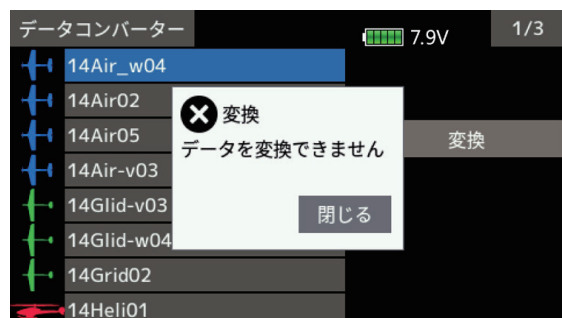 データコンバーター
7.9V
1/3
14Air_w04
14Air02
14Air05
14Air-v03
14Glid-v03
14Glid-w04
14Grid02
14Heli01
変換
データを変換できません
閉じる
変換